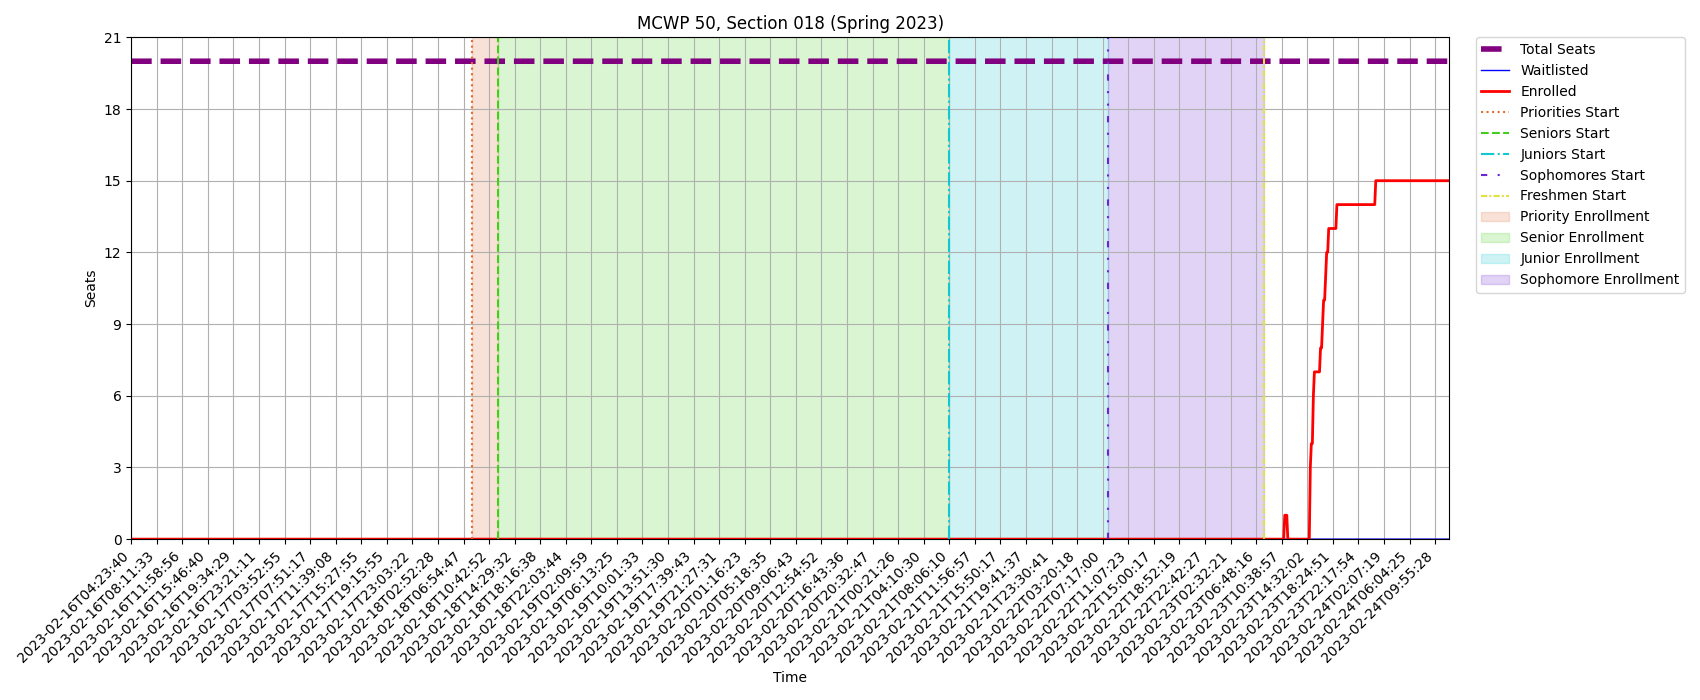 MCWP 50, Section 018 (Spring 2023)
21
18
15
12
9
6
3
0
Seats
2023-02-16T04:23:40
2023-02-16T08:11:33
2023-02-16T11:58:56
2023-02-16T15:46:40
2023-02-16T19:34:29
2023-02-16T23:21:11
2023-02-17T03:52:55
2023-02-17T07:51:17
2023-02-17T11:39:08
2023-02-17T15:27:55
2023-02-17T19:15:55
2023-02-17T23:03:22
2023-02-18T02:52:28
2023-02-18T06:54:47
2023-02-18T10:42:52
2023-02-18T14:29:32
2023-02-18T18:16:38
2023-02-18T22:03:44
2023-02-19T02:09:59
2023-02-19T06:13:25
2023-02-19T10:01:33
2023-02-19T13:51:30
2023-02-19T17:39:43
2023-02-19T21:27:31
2023-02-20T01:16:23
2023-02-20T05:18:35
2023-02-20T09:06:43
2023-02-20T12:54:52
2023-02-20T16:43:36
2023-02-20T20:32:47
2023-02-21T00:21:26
2023-02-21T04:10:30
2023-02-21T08:06:10
2023-02-21T11:56:57
2023-02-21T15:50:17
2023-02-21T19:41:37
2023-02-21T23:30:41
2023-02-22T03:20:18
2023-02-22T07:17:00
2023-02-22T11:07:23
2023-02-22T15:00:17
2023-02-22T18:52:19
2023-02-22T22:42:27
2023-02-23T02:32:21
2023-02-23T06:48:16
2023-02-23T10:38:57
2023-02-23T14:32:02
2023-02-23T18:24:51
2023-02-23T22:17:54
2023-02-24T02:07:19
2023-02-24T06:04:25
2023-02-24T09:55:28
Time
Total Seats
Waitlisted
Enrolled
Priorities Start
Seniors Start
Juniors Start
Sophomores Start
Freshmen Start
Priority Enrollment
Senior Enrollment
Junior Enrollment
Sophomore Enrollment